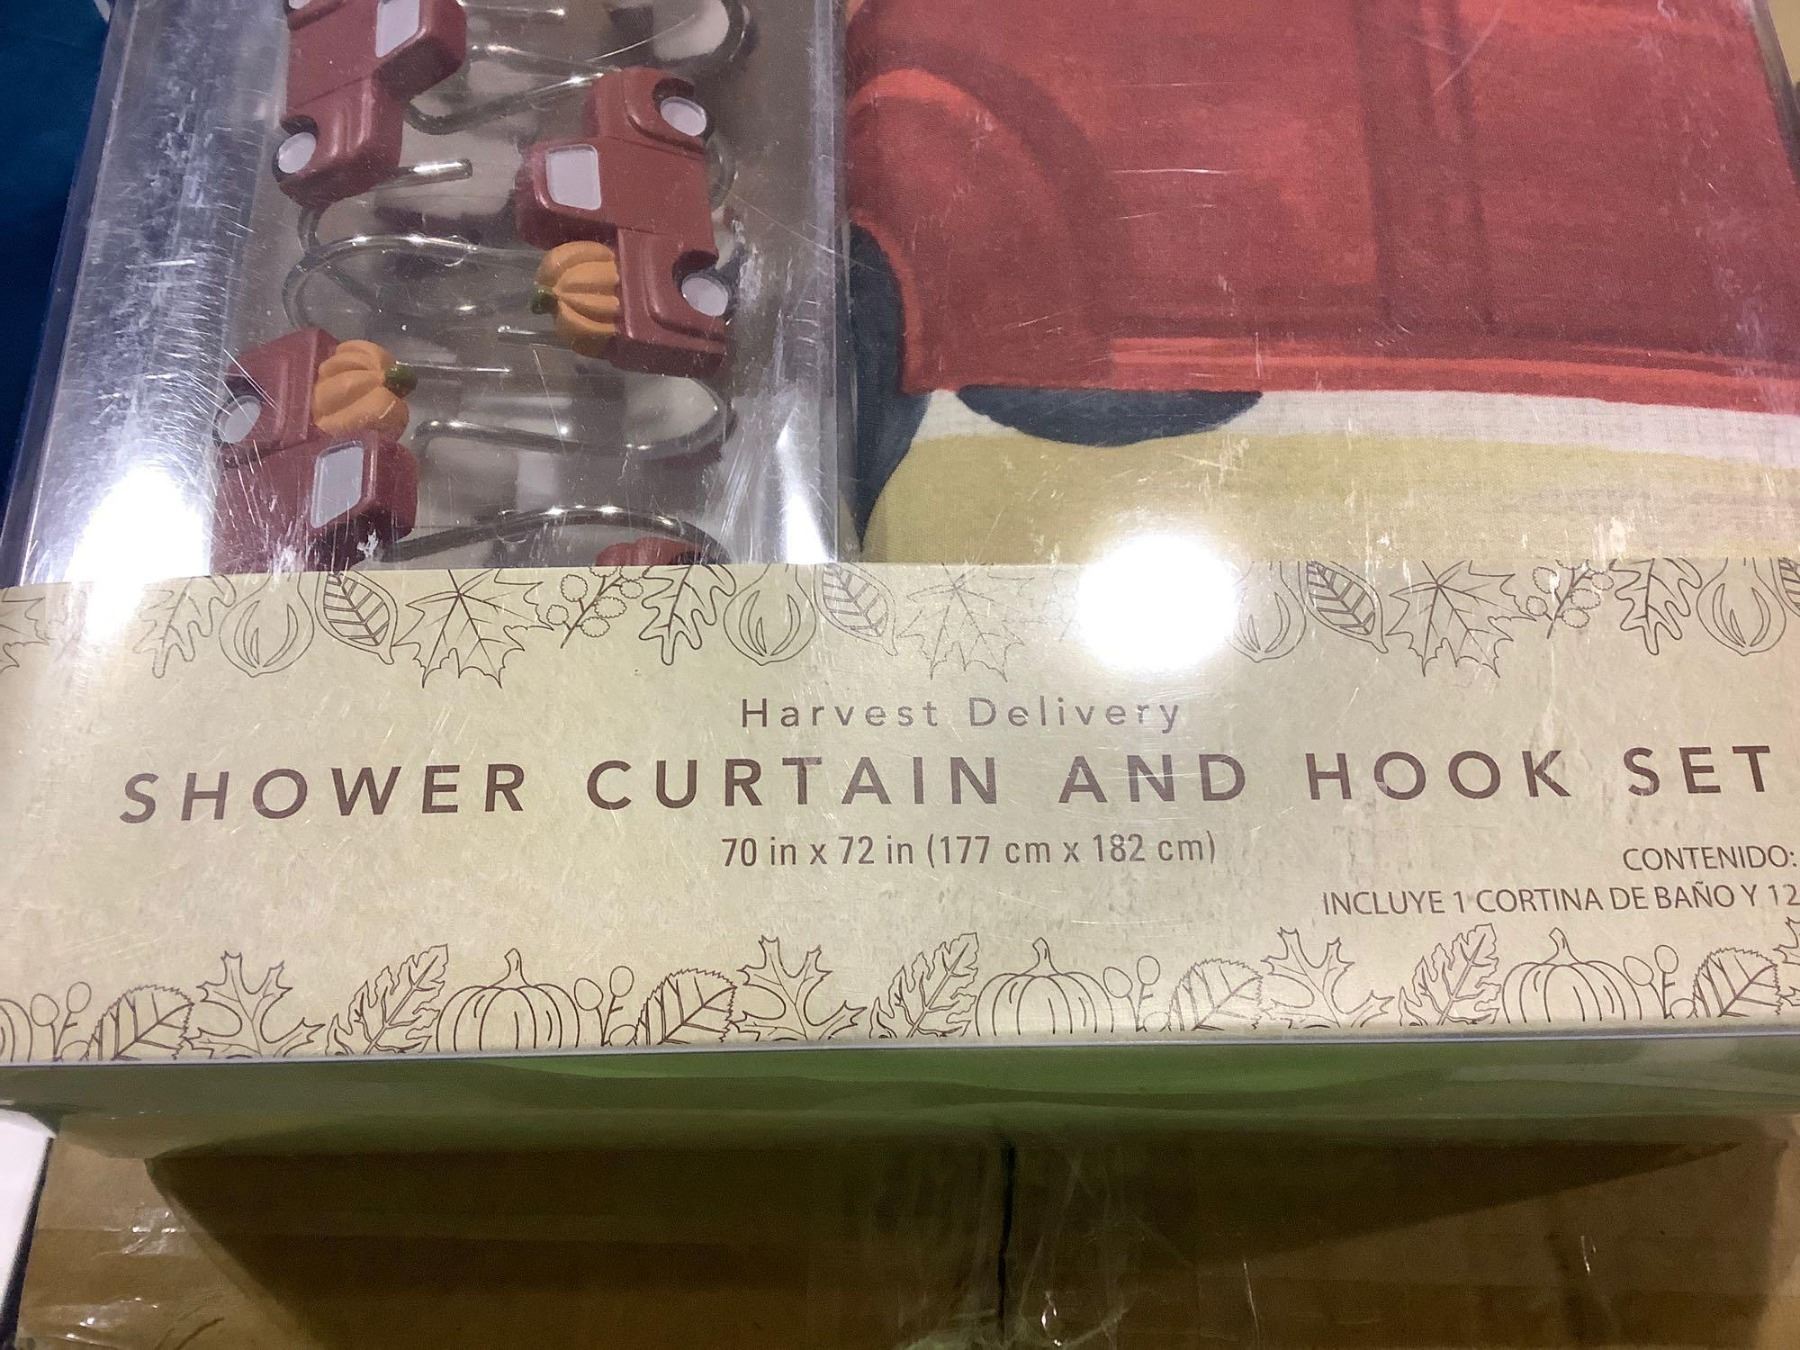 Harvest Delivery
SHOWER CURTAIN AND HOOK SET
70 in x 72 in (177 cm x 182 cm)
CONTENIDO:
INCLUYE 1 CORTINA DE BAÑO Y 12